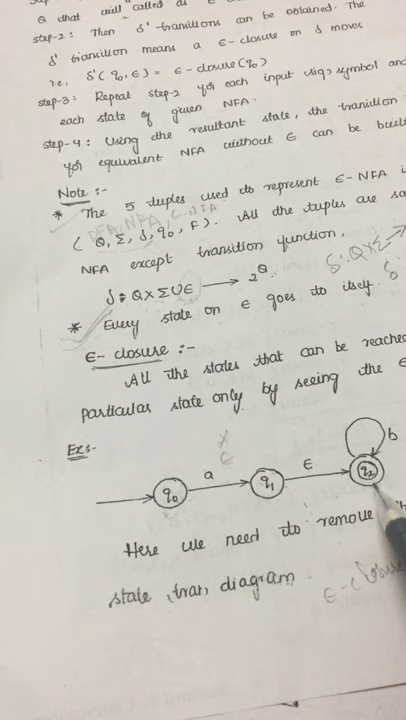 Q that will called as
step-2: Then δ' transitions can be obtained. The
δ' transition means a ε-closure on δ moves
i.e. δ'(q₀, ε) = ε-closure(q₀)
step-3: Repeat step-2 for each input symbol and
each state of given NFA.
step-4: Using the resultant state, the tranition
for equivalent NFA without ε can be built
Note :-
* The 5 tuples used to represent ε-NFA i
DFA, NFA, ε-NFA
(Q, Σ, δ, q₀, F). All the tuples are sa
NFA except transition function.
δ: Q×Σ
δ: Q×Σ∪ε → 2^Q
* Every state on ε goes to itself
ε-closure :-
All the states that can be reached
particular state only by seeing the ε
Ex:-
a ε b
q₀ q₁ q₂
Here we need to remove
state tran, diagram
ε-closure